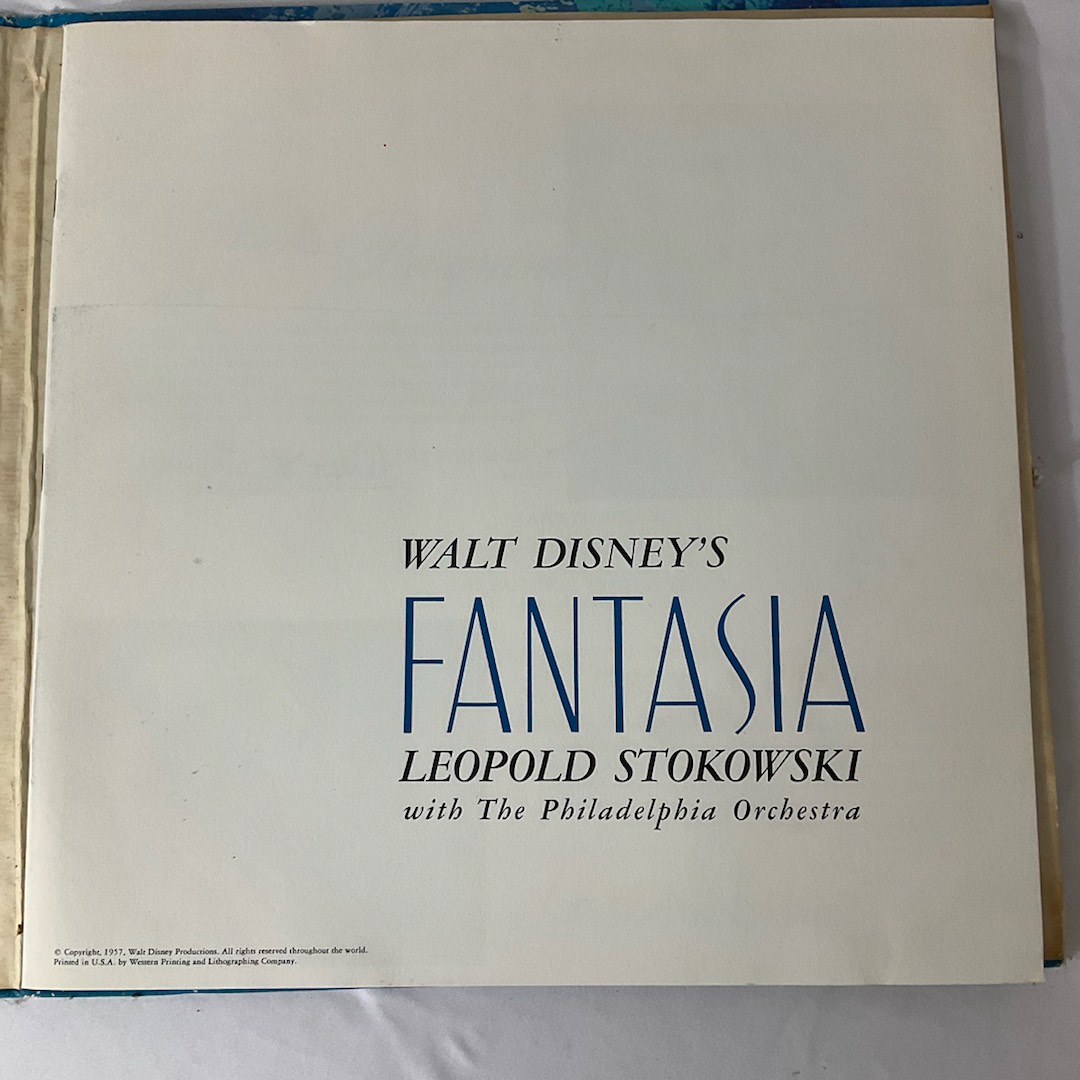 WALT DISNEY'S
FANTASIA
LEOPOLD STOKOWSKI
with The Philadelphia Orchestra
© Copyright, 1957, Walt Disney Productions. All rights reserved throughout the world.
Printed in U.S.A. by Western Printing and Lithographing Company.